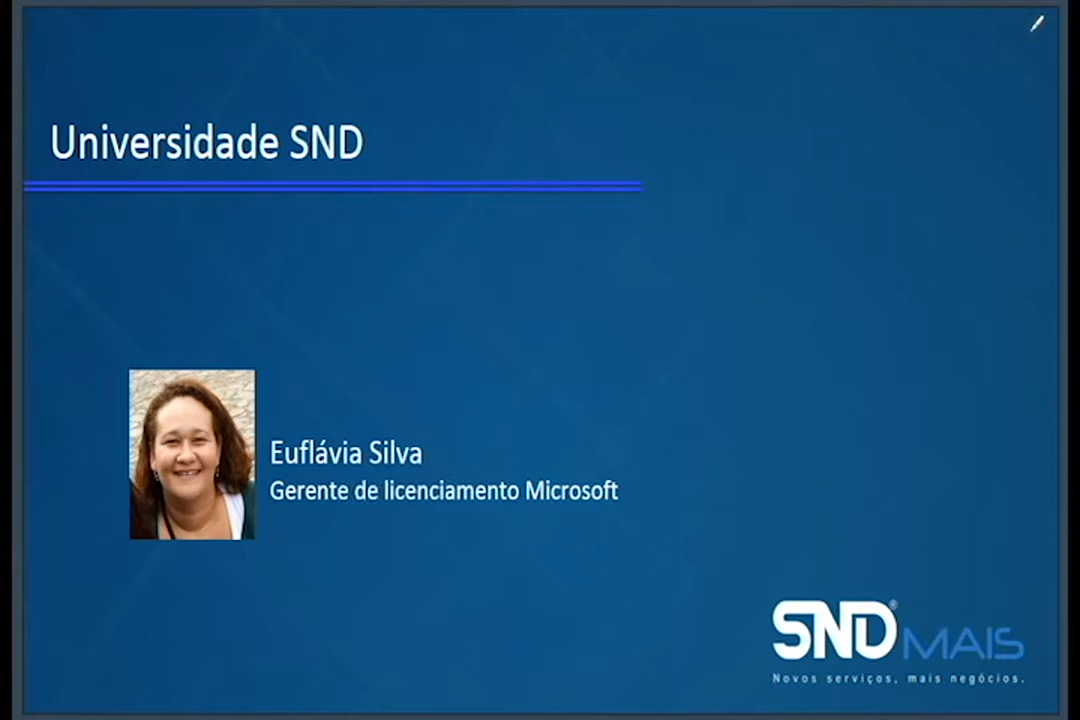 Universidade SND
Euflávia Silva
Gerente de licenciamento Microsoft
SND® MAIS
Novos serviços, mais negócios.